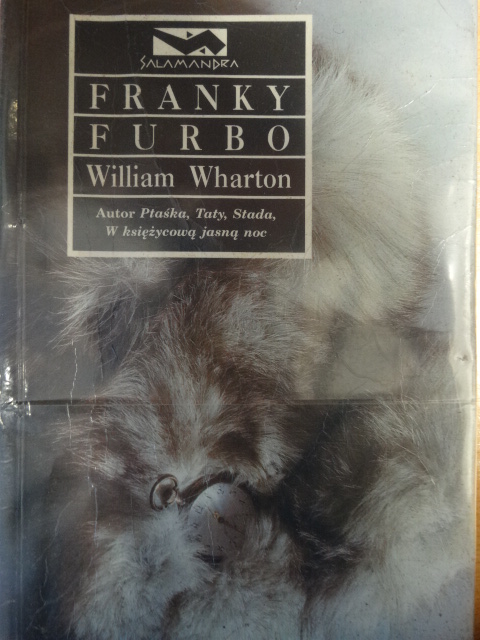 SALAMANDRA
FRANKY
FURBO
William Wharton
Autor Ptaśka, Taty, Stada,
W księżycową jasną noc